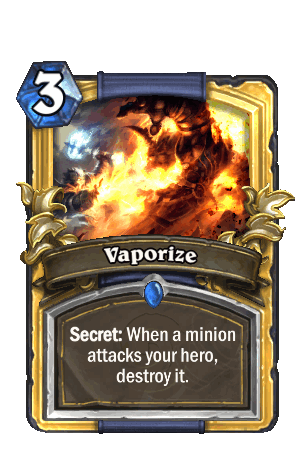 3
Vaporize
Secret: When a minion
attacks your hero,
destroy it.